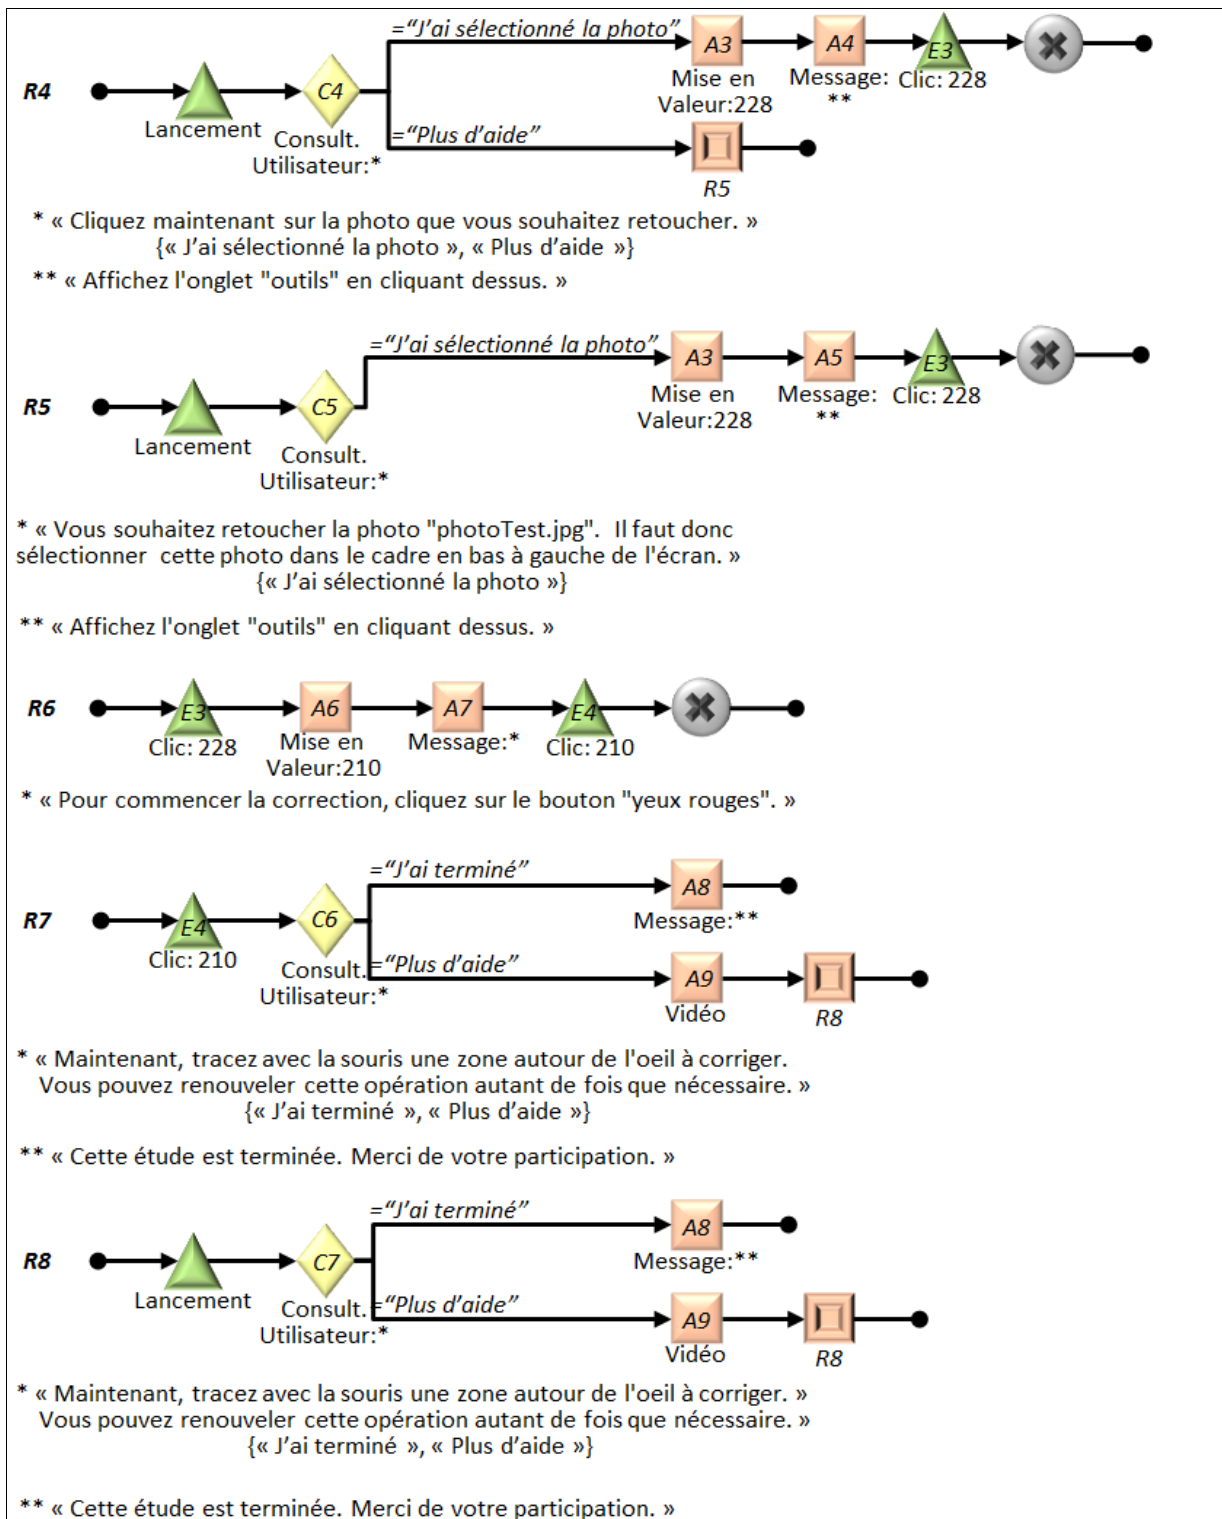 ="J'ai sélectionné la photo"
R4
C4
A3
A4
E3
Lancement
Consult.
Utilisateur:*
Mise en
Valeur:228
Message:
**
Clic: 228
="Plus d'aide"
R5
* « Cliquez maintenant sur la photo que vous souhaitez retoucher. »
{« J'ai sélectionné la photo », « Plus d'aide »}
** « Affichez l'onglet "outils" en cliquant dessus. »
="J'ai sélectionné la photo"
R5
C5
A3
A5
E3
Lancement
Consult.
Utilisateur:*
Mise en
Valeur:228
Message:
**
Clic: 228
* « Vous souhaitez retoucher la photo "photoTest.jpg". Il faut donc
sélectionner cette photo dans le cadre en bas à gauche de l'écran. »
{« J'ai sélectionné la photo »}
** « Affichez l'onglet "outils" en cliquant dessus. »
R6
E3
A6
A7
E4
Clic: 228
Mise en
Valeur:210
Message:*
Clic: 210
* « Pour commencer la correction, cliquez sur le bouton "yeux rouges". »
="J'ai terminé"
R7
E4
C6
A8
Clic: 210
Consult.
Utilisateur:*
Message:**
="Plus d'aide"
A9
Vidéo
R8
* « Maintenant, tracez avec la souris une zone autour de l'oeil à corriger.
Vous pouvez renouveler cette opération autant de fois que nécessaire. »
{« J'ai terminé », « Plus d'aide »}
** « Cette étude est terminée. Merci de votre participation. »
="J'ai terminé"
R8
C7
A8
Lancement
Consult.
Utilisateur:*
Message:**
="Plus d'aide"
A9
Vidéo
R8
* « Maintenant, tracez avec la souris une zone autour de l'oeil à corriger. »
Vous pouvez renouveler cette opération autant de fois que nécessaire. »
{« J'ai terminé », « Plus d'aide »}
** « Cette étude est terminée. Merci de votre participation. »